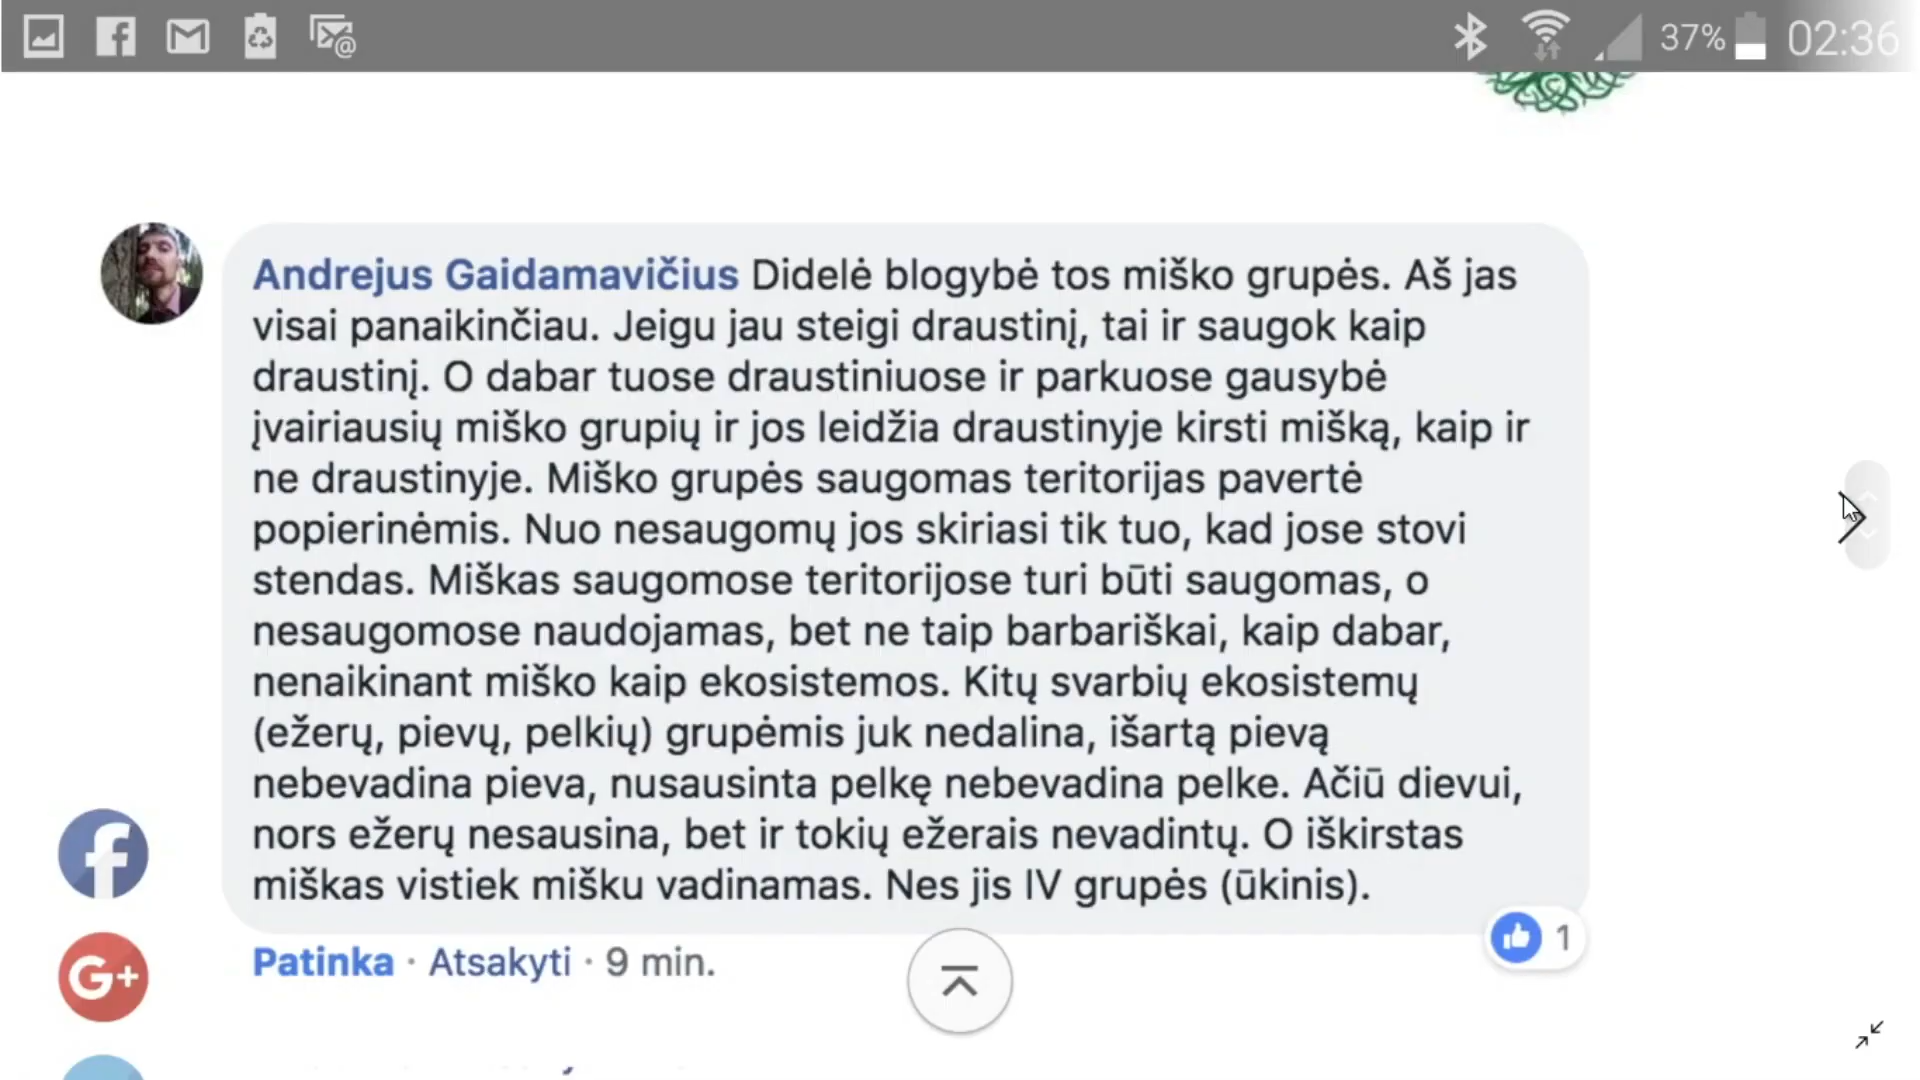 37% 02:36
Andrejus Gaidamavičius Didelė blogybė tos miško grupės. Aš jas
visai panaikinčiau. Jeigu jau steigi draustinį, tai ir saugok kaip
draustinį. O dabar tuose draustiniuose ir parkuose gausybė
įvairiausių miško grupių ir jos leidžia draustinyje kirsti mišką, kaip ir
ne draustinyje. Miško grupės saugomas teritorijas pavertė
popierinėmis. Nuo nesaugomų jos skiriasi tik tuo, kad jose stovi
stendas. Miškas saugomose teritorijose turi būti saugomas, o
nesaugomose naudojamas, bet ne taip barbariškai, kaip dabar,
nenaikinant miško kaip ekosistemos. Kitų svarbių ekosistemų
(ežerų, pievų, pelkių) grupėmis juk nedalina, išartą pievą
nebevadina pieva, nusausinta pelkę nebevadina pelke. Ačiū dievui,
nors ežerų nesausina, bet ir tokių ežerais nevadintų. O iškirstas
miškas vistiek mišku vadinamas. Nes jis IV grupės (ūkinis).
1
Patinka · Atsakyti · 9 min.
G+